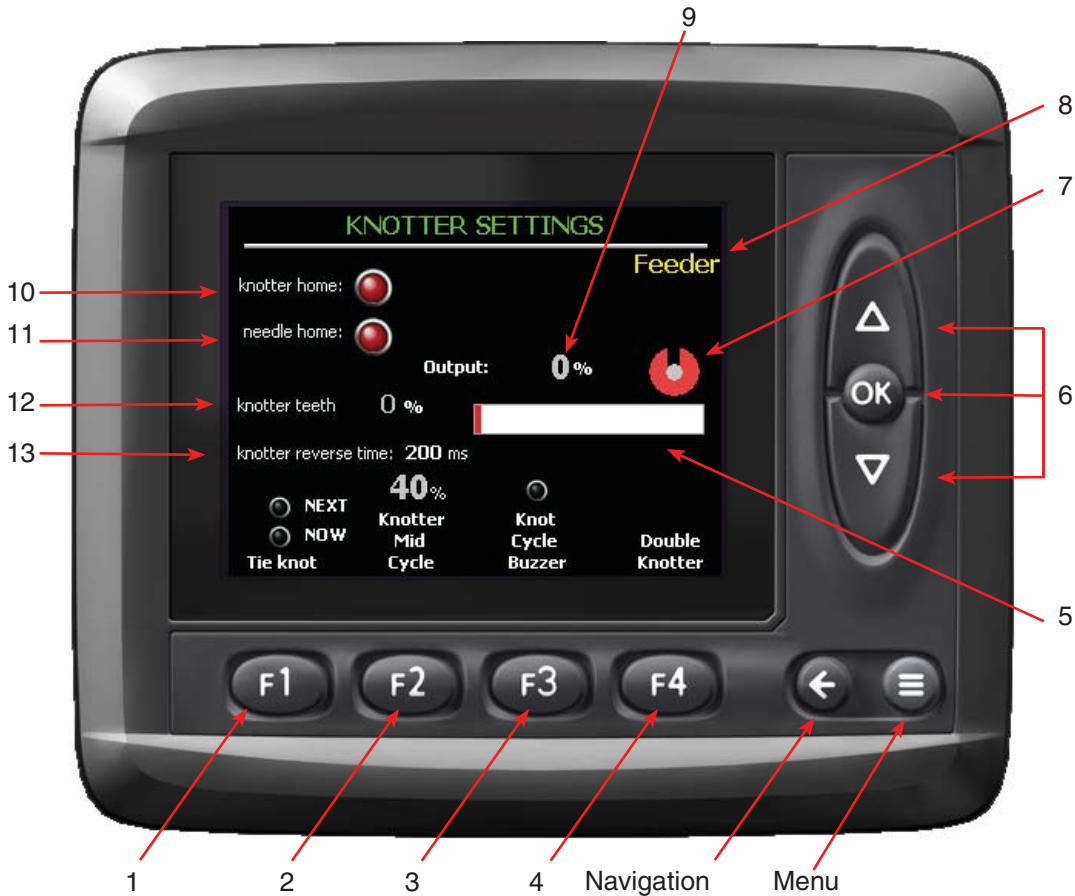 9
8
7
KNOTTER SETTINGS
Feeder
10
knotter home:
11
needle home:
Output: 0 %
OK
6
12
knotter teeth 0 %
13
knotter reverse time: 200 ms
NEXT
NOW
Tie knot
40%
Knotter
Mid
Cycle
Knot
Cycle
Buzzer
Double
Knotter
5
F1 F2 F3 F4
1 2 3 4 Navigation Menu